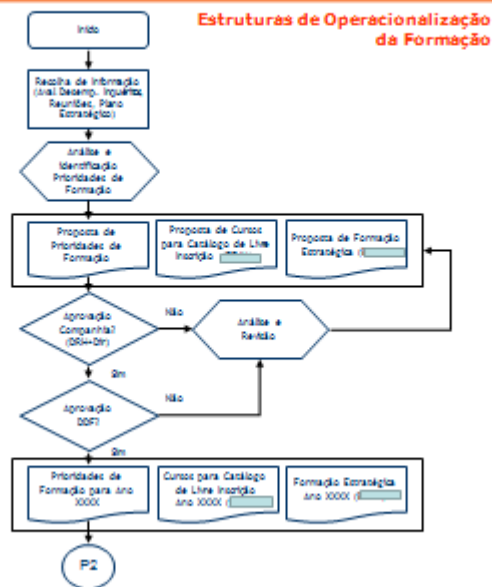 Estruturas de Operacionalização
da Formação
Início
Recolha de Informação
(Aval.Desemp., Inquéritos,
Reuniões, Plano
Estratégico)
Análise e
Identificação
Prioridades de
Formação
Proposta de
Prioridades de
Formação
Proposta de Cursos
para Catálogo de Livre
Inscrição
Proposta de Formação
Estratégica (
Aprovação
Companhia?
(DRH+Dir)
Não
Análise e
Revisão
Sim
Aprovação
DDF?
Não
Sim
Prioridades de
Formação para Ano
XXXX
Cursos para Catálogo
de Livre Inscrição
Ano XXXX (
Formação Estratégica
Ano XXXX (
P2